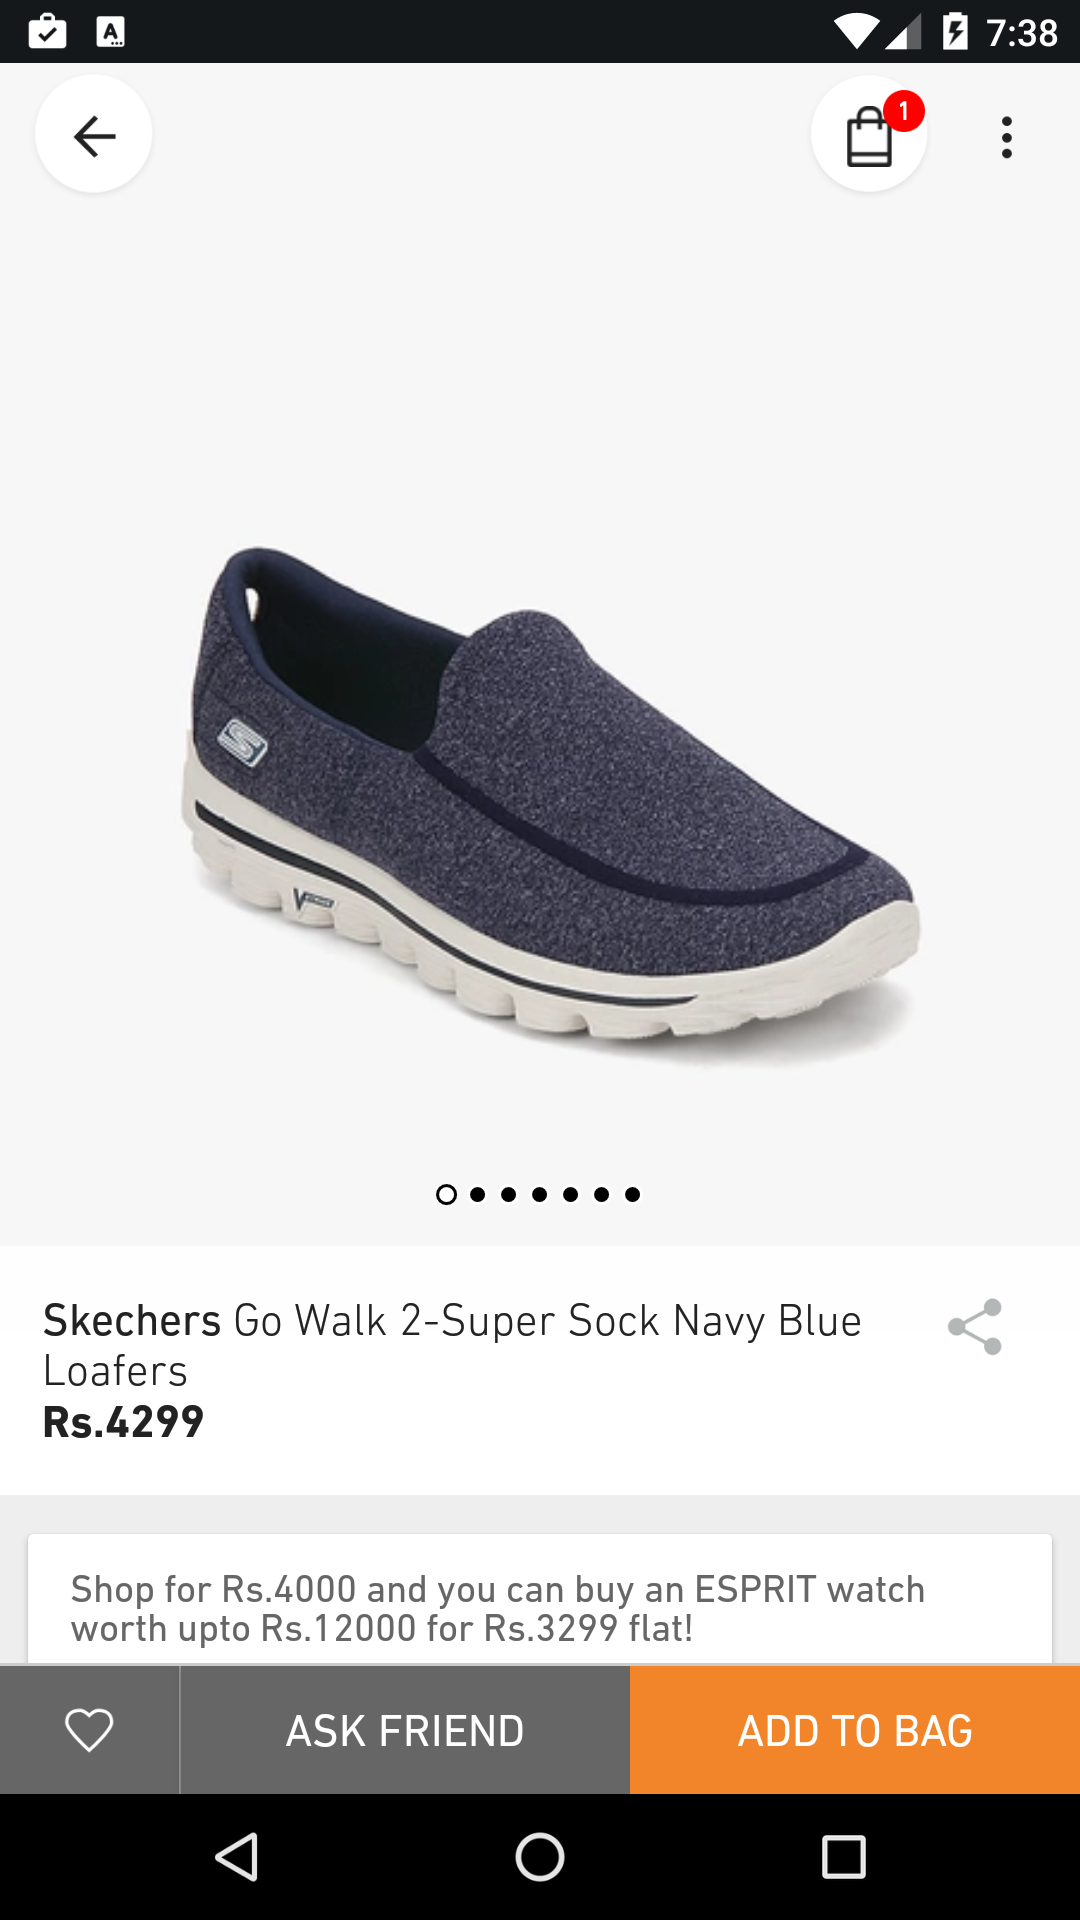 7:38
1
Skechers Go Walk 2-Super Sock Navy Blue
Loafers
Rs.4299
Shop for Rs.4000 and you can buy an ESPRIT watch
worth upto Rs.12000 for Rs.3299 flat!
ASK FRIEND
ADD TO BAG